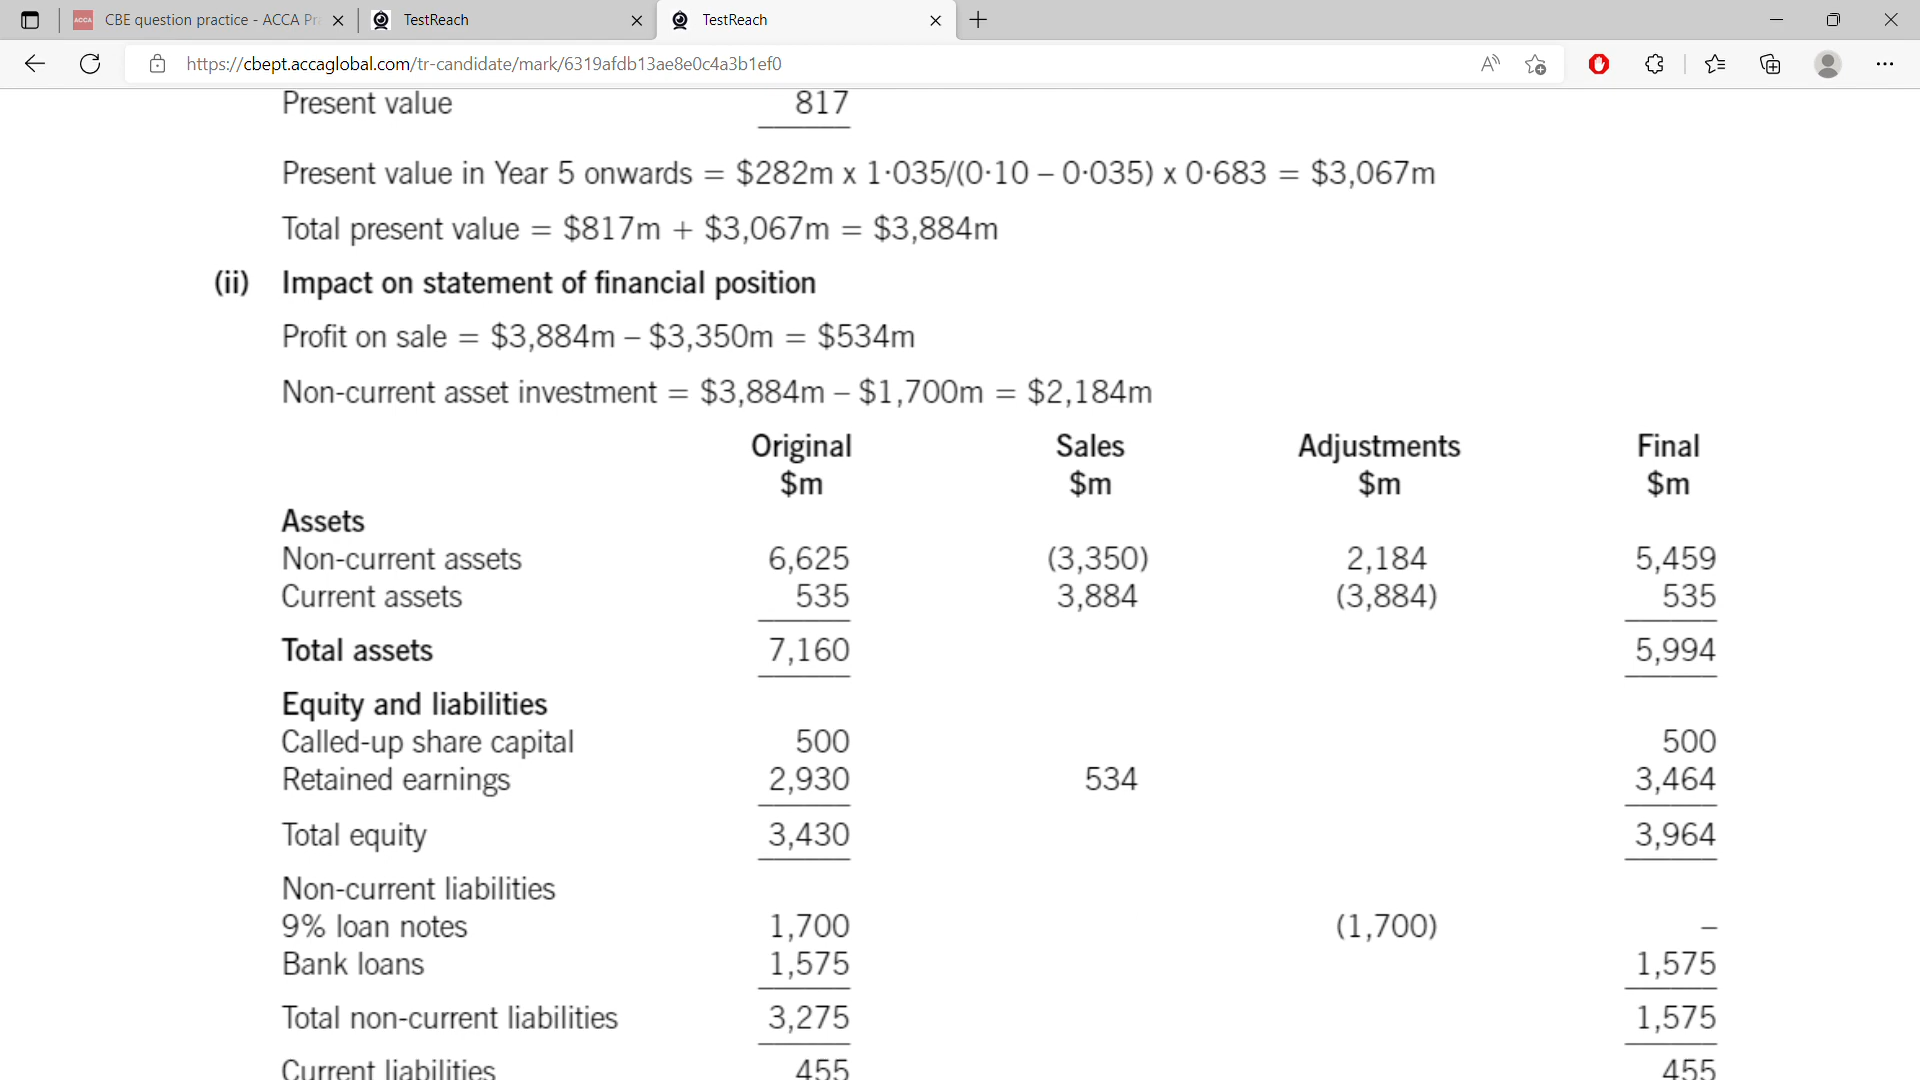 CBE question practice - ACCA Pr
TestReach
TestReach
https://cbept.accaglobal.com/tr-candidate/mark/6319afdb13ae8e0c4a3b1ef0
Present value 817
Present value in Year 5 onwards = $282m x 1·035/(0·10 – 0·035) x 0·683 = $3,067m
Total present value = $817m + $3,067m = $3,884m
(ii) Impact on statement of financial position
Profit on sale = $3,884m – $3,350m = $534m
Non-current asset investment = $3,884m – $1,700m = $2,184m
Original Sales Adjustments Final
$m $m $m $m
Assets
Non-current assets 6,625 (3,350) 2,184 5,459
Current assets 535 3,884 (3,884) 535
Total assets 7,160 5,994
Equity and liabilities
Called-up share capital 500 500
Retained earnings 2,930 534 3,464
Total equity 3,430 3,964
Non-current liabilities
9% loan notes 1,700 (1,700) –
Bank loans 1,575 1,575
Total non-current liabilities 3,275 1,575
Current liabilities 455 455